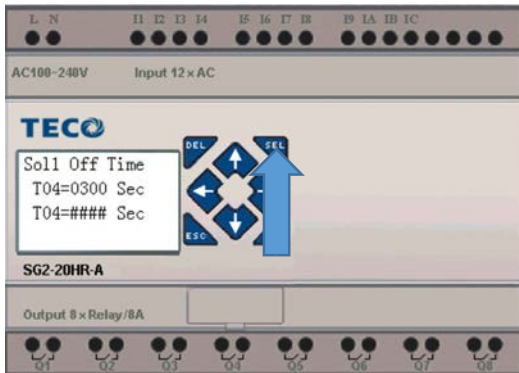 L N I1 I2 I3 I4 I5 I6 I7 I8 I9 IA IB IC
AC100~240V Input 12×AC
TECO
DEL SEL
Soll Off Time
T04=0300 Sec
T04=#### Sec
ESC
SG2-20HR-A
Output 8×Relay/8A
Q1 Q2 Q3 Q4 Q5 Q6 Q7 Q8